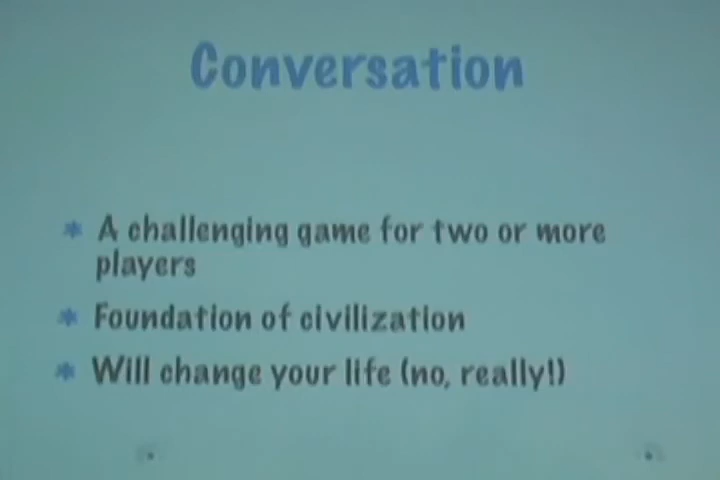 Conversation
* A challenging game for two or more
players
* Foundation of civilization
* Will change your life (no, really!)